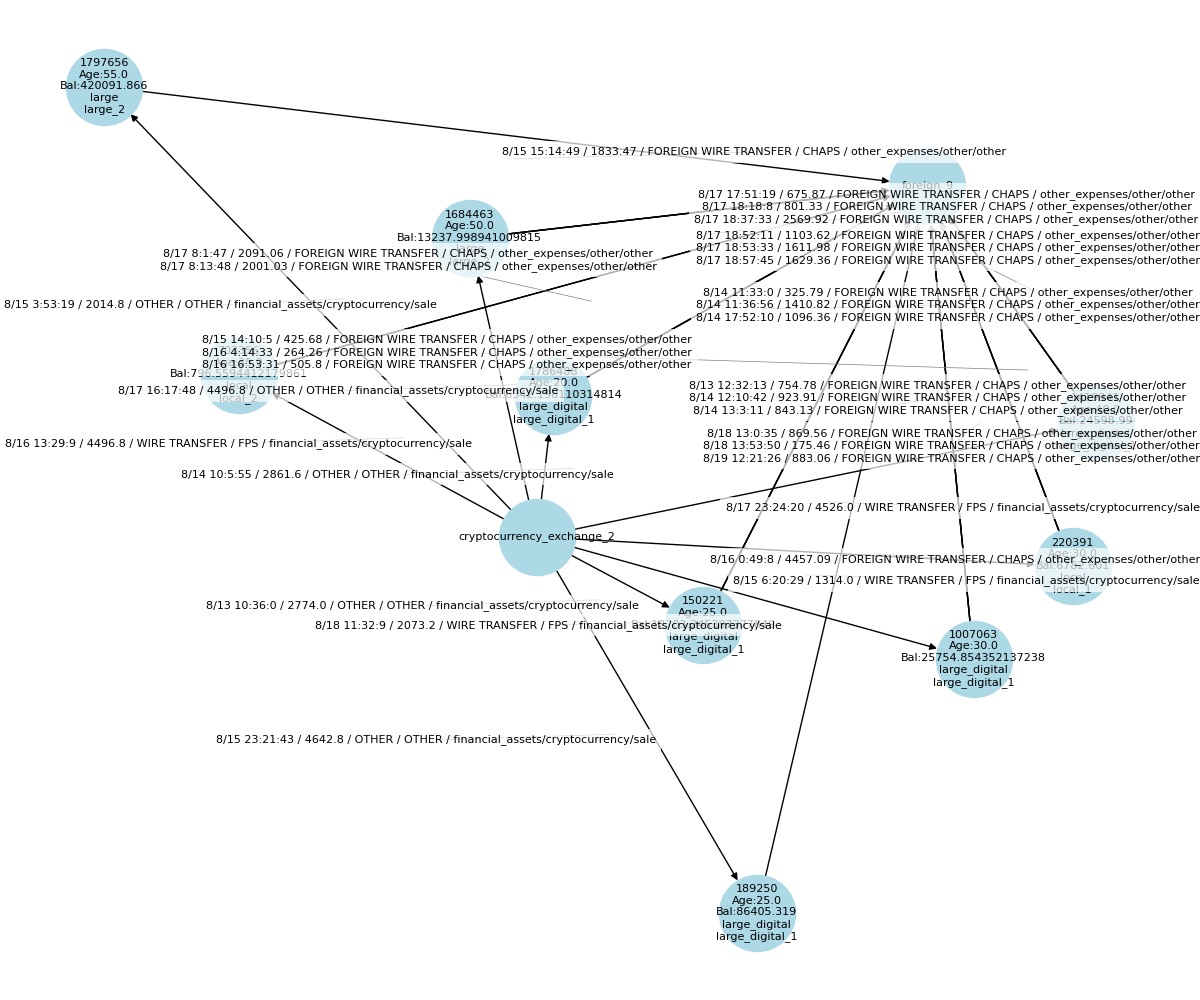 1797656
Age:55.0
Bal:420091.866
large
large_2
8/15 15:14:49 / 1833.47 / FOREIGN WIRE TRANSFER / CHAPS / other_expenses/other/other
foreign_9
8/17 17:51:19 / 675.87 / FOREIGN WIRE TRANSFER / CHAPS / other_expenses/other/other
8/17 18:18:8 / 801.33 / FOREIGN WIRE TRANSFER / CHAPS / other_expenses/other/other
8/17 18:37:33 / 2569.92 / FOREIGN WIRE TRANSFER / CHAPS / other_expenses/other/other
1684463
Age:50.0
Bal:13237.998941009815
large
8/17 18:52:11 / 1103.62 / FOREIGN WIRE TRANSFER / CHAPS / other_expenses/other/other
8/17 18:53:33 / 1611.98 / FOREIGN WIRE TRANSFER / CHAPS / other_expenses/other/other
8/17 18:57:45 / 1629.36 / FOREIGN WIRE TRANSFER / CHAPS / other_expenses/other/other
8/17 8:1:47 / 2091.06 / FOREIGN WIRE TRANSFER / CHAPS / other_expenses/other/other
8/17 8:13:48 / 2001.03 / FOREIGN WIRE TRANSFER / CHAPS / other_expenses/other/other
8/14 11:33:0 / 325.79 / FOREIGN WIRE TRANSFER / CHAPS / other_expenses/other/other
8/14 11:36:56 / 1410.82 / FOREIGN WIRE TRANSFER / CHAPS / other_expenses/other/other
8/14 17:52:10 / 1096.36 / FOREIGN WIRE TRANSFER / CHAPS / other_expenses/other/other
8/15 3:53:19 / 2014.8 / OTHER / OTHER / financial_assets/cryptocurrency/sale
8/15 14:10:5 / 425.68 / FOREIGN WIRE TRANSFER / CHAPS / other_expenses/other/other
8/16 4:14:33 / 264.26 / FOREIGN WIRE TRANSFER / CHAPS / other_expenses/other/other
8/16 16:53:31 / 505.8 / FOREIGN WIRE TRANSFER / CHAPS / other_expenses/other/other
Bal:796.5594412179861
local
local_2
8/17 16:17:48 / 4496.8 / OTHER / OTHER / financial_assets/cryptocurrency/sale
Age:20.0
large_digital
large_digital_1
8/13 12:32:13 / 754.78 / FOREIGN WIRE TRANSFER / CHAPS / other_expenses/other/other
8/14 12:10:42 / 923.91 / FOREIGN WIRE TRANSFER / CHAPS / other_expenses/other/other
8/14 13:3:11 / 843.13 / FOREIGN WIRE TRANSFER / CHAPS / other_expenses/other/other
Bal:24598.99
8/18 13:0:35 / 869.56 / FOREIGN WIRE TRANSFER / CHAPS / other_expenses/other/other
8/18 13:53:50 / 175.46 / FOREIGN WIRE TRANSFER / CHAPS / other_expenses/other/other
8/19 12:21:26 / 883.06 / FOREIGN WIRE TRANSFER / CHAPS / other_expenses/other/other
8/16 13:29:9 / 4496.8 / WIRE TRANSFER / FPS / financial_assets/cryptocurrency/sale
8/14 10:5:55 / 2861.6 / OTHER / OTHER / financial_assets/cryptocurrency/sale
8/17 23:24:20 / 4526.0 / WIRE TRANSFER / FPS / financial_assets/cryptocurrency/sale
cryptocurrency_exchange_2
220391
Age:30.0
local_1
8/16 0:49:8 / 4457.09 / FOREIGN WIRE TRANSFER / CHAPS / other_expenses/other/other
8/15 6:20:29 / 1314.0 / WIRE TRANSFER / FPS / financial_assets/cryptocurrency/sale
150221
Age:25.0
large_digital
large_digital_1
8/13 10:36:0 / 2774.0 / OTHER / OTHER / financial_assets/cryptocurrency/sale
8/18 11:32:9 / 2073.2 / WIRE TRANSFER / FPS / financial_assets/cryptocurrency/sale
1007063
Age:30.0
Bal:25754.854352137238
large_digital
large_digital_1
8/15 23:21:43 / 4642.8 / OTHER / OTHER / financial_assets/cryptocurrency/sale
189250
Age:25.0
Bal:86405.319
large_digital
large_digital_1